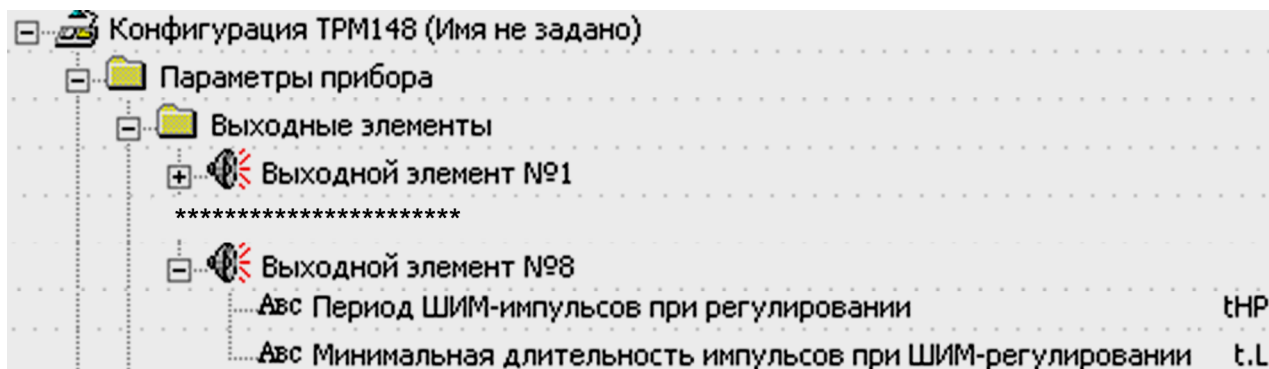 Конфигурация ТРМ148 (Имя не задано)
Параметры прибора
Выходные элементы
Выходной элемент №1
***********************
Выходной элемент №8
Авс Период ШИМ-импульсов при регулировании tHP
Авс Минимальная длительность импульсов при ШИМ-регулировании t.L